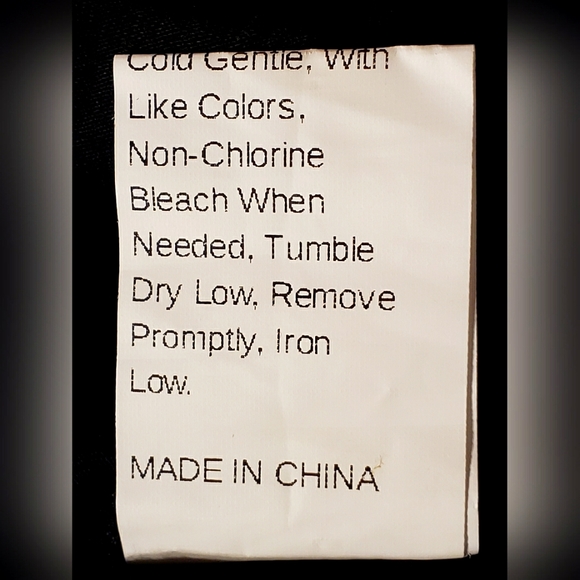 Cold Gentle, With
Like Colors,
Non-Chlorine
Bleach When
Needed, Tumble
Dry Low, Remove
Promptly, Iron
Low.
MADE IN CHINA